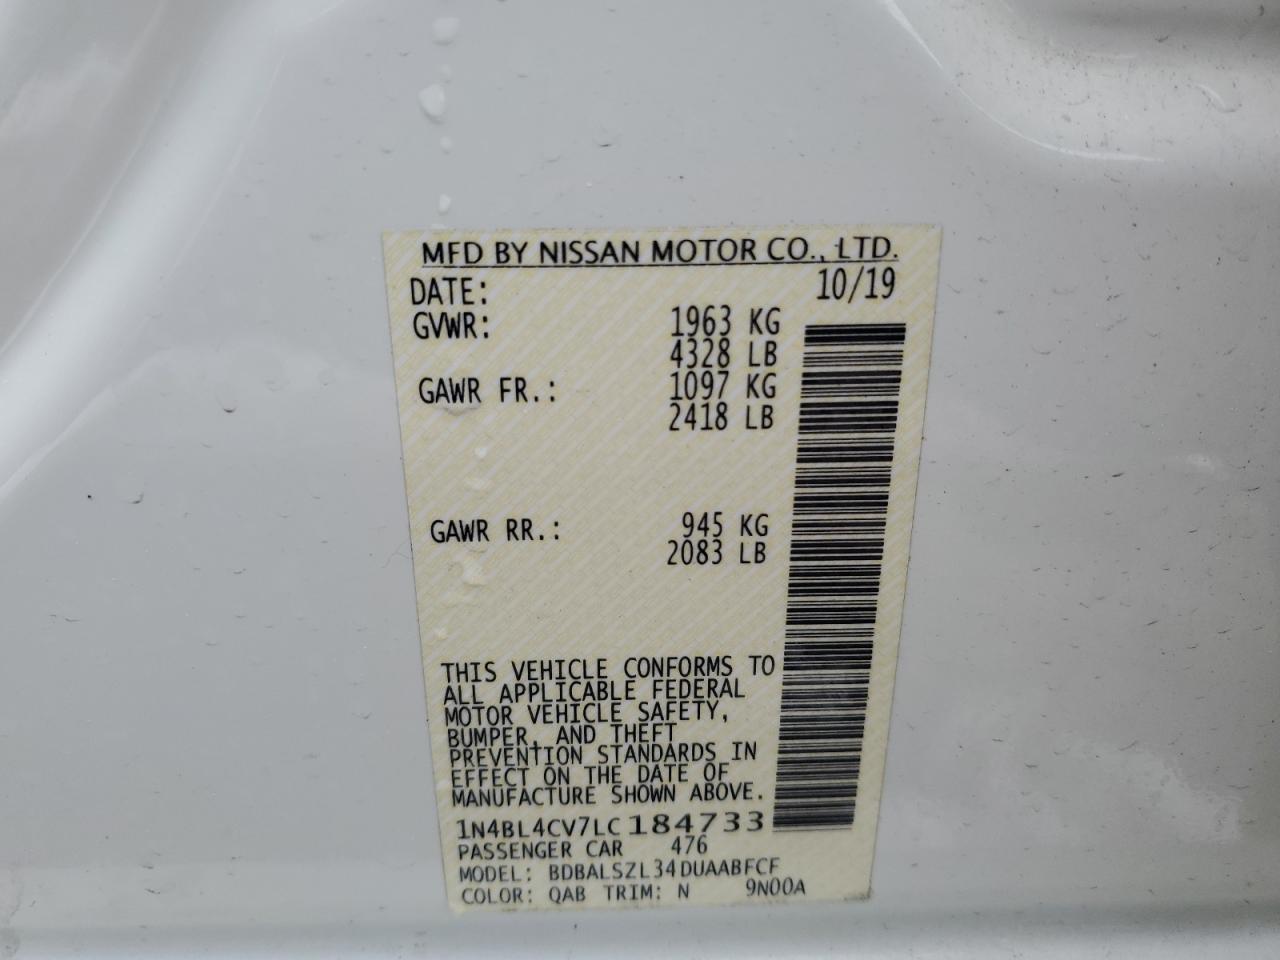 MFD BY NISSAN MOTOR CO., LTD.
DATE: 10/19
GVWR: 1963 KG
4328 LB
GAWR FR.: 1097 KG
2418 LB
GAWR RR.: 945 KG
2083 LB
THIS VEHICLE CONFORMS TO
ALL APPLICABLE FEDERAL
MOTOR VEHICLE SAFETY,
BUMPER, AND THEFT
PREVENTION STANDARDS IN
EFFECT ON THE DATE OF
MANUFACTURE SHOWN ABOVE.
1N4BL4CV7LC184733
PASSENGER CAR 476
MODEL: BDBALSZL34DUAABFCF
COLOR: QAB TRIM: N 9N00A